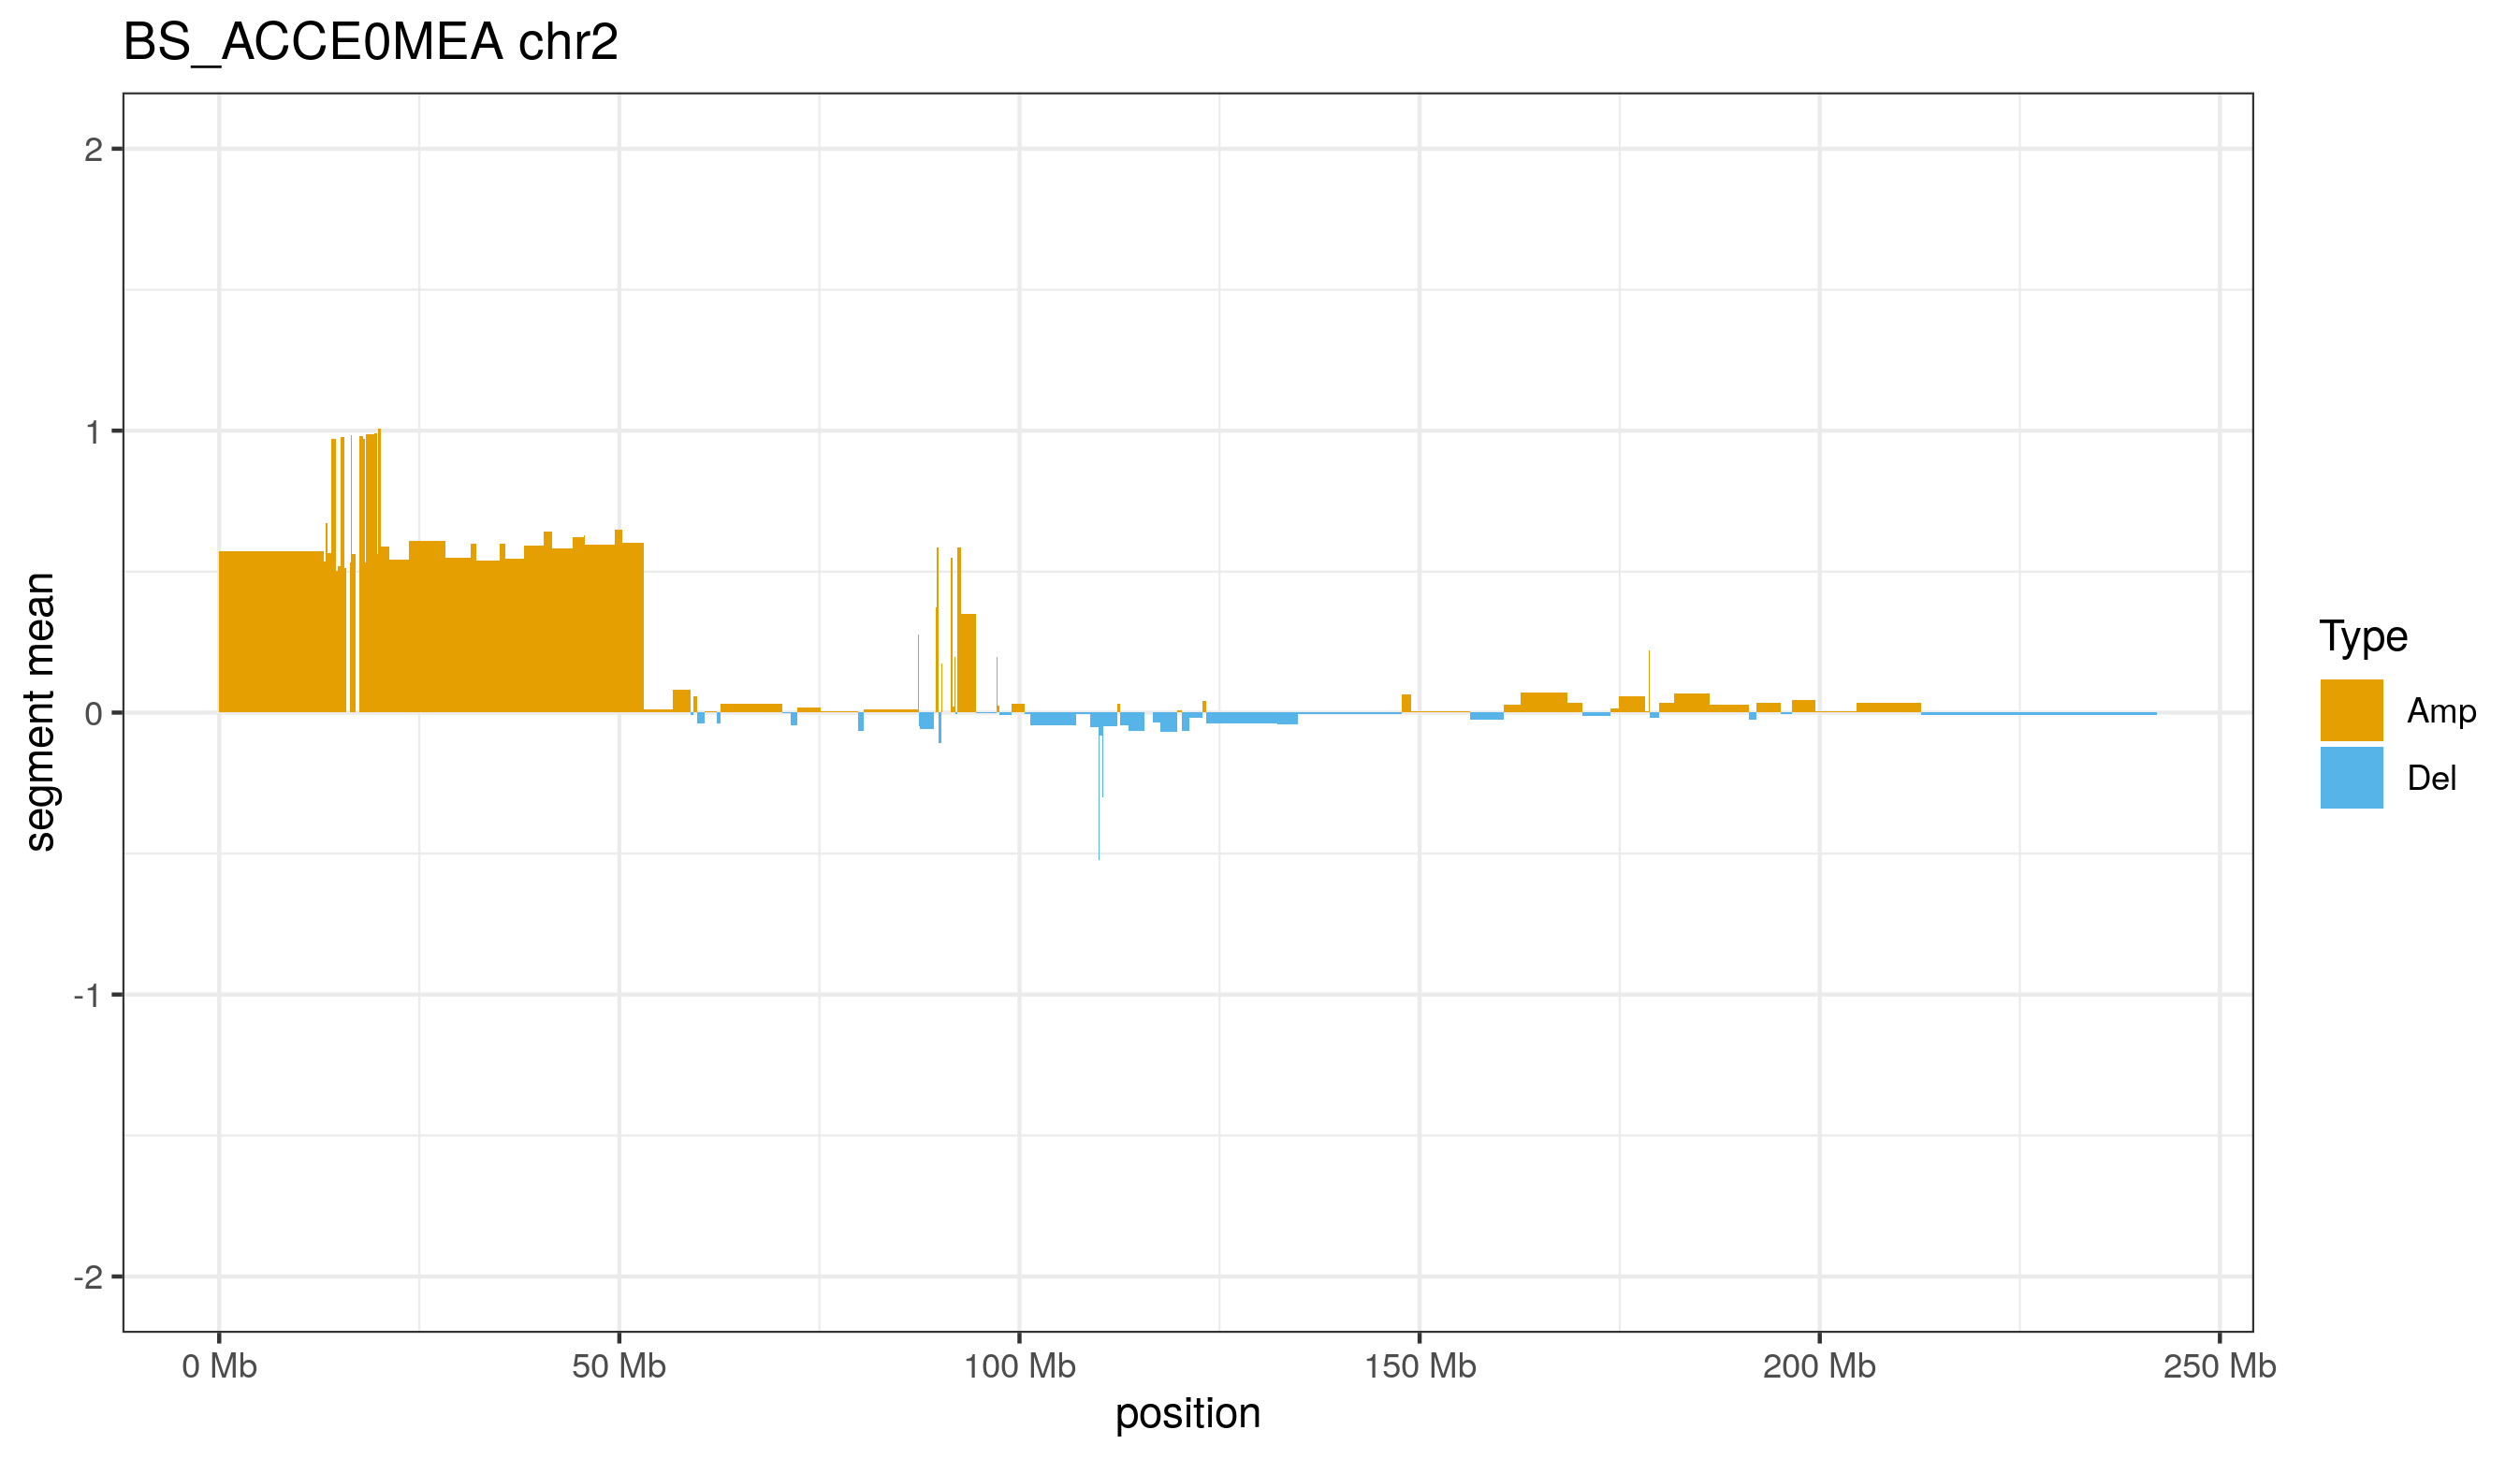 BS_ACCE0MEA chr2
2
1
0
-1
-2
segment mean
0 Mb
50 Mb
100 Mb
150 Mb
200 Mb
250 Mb
position
Type
Amp
Del